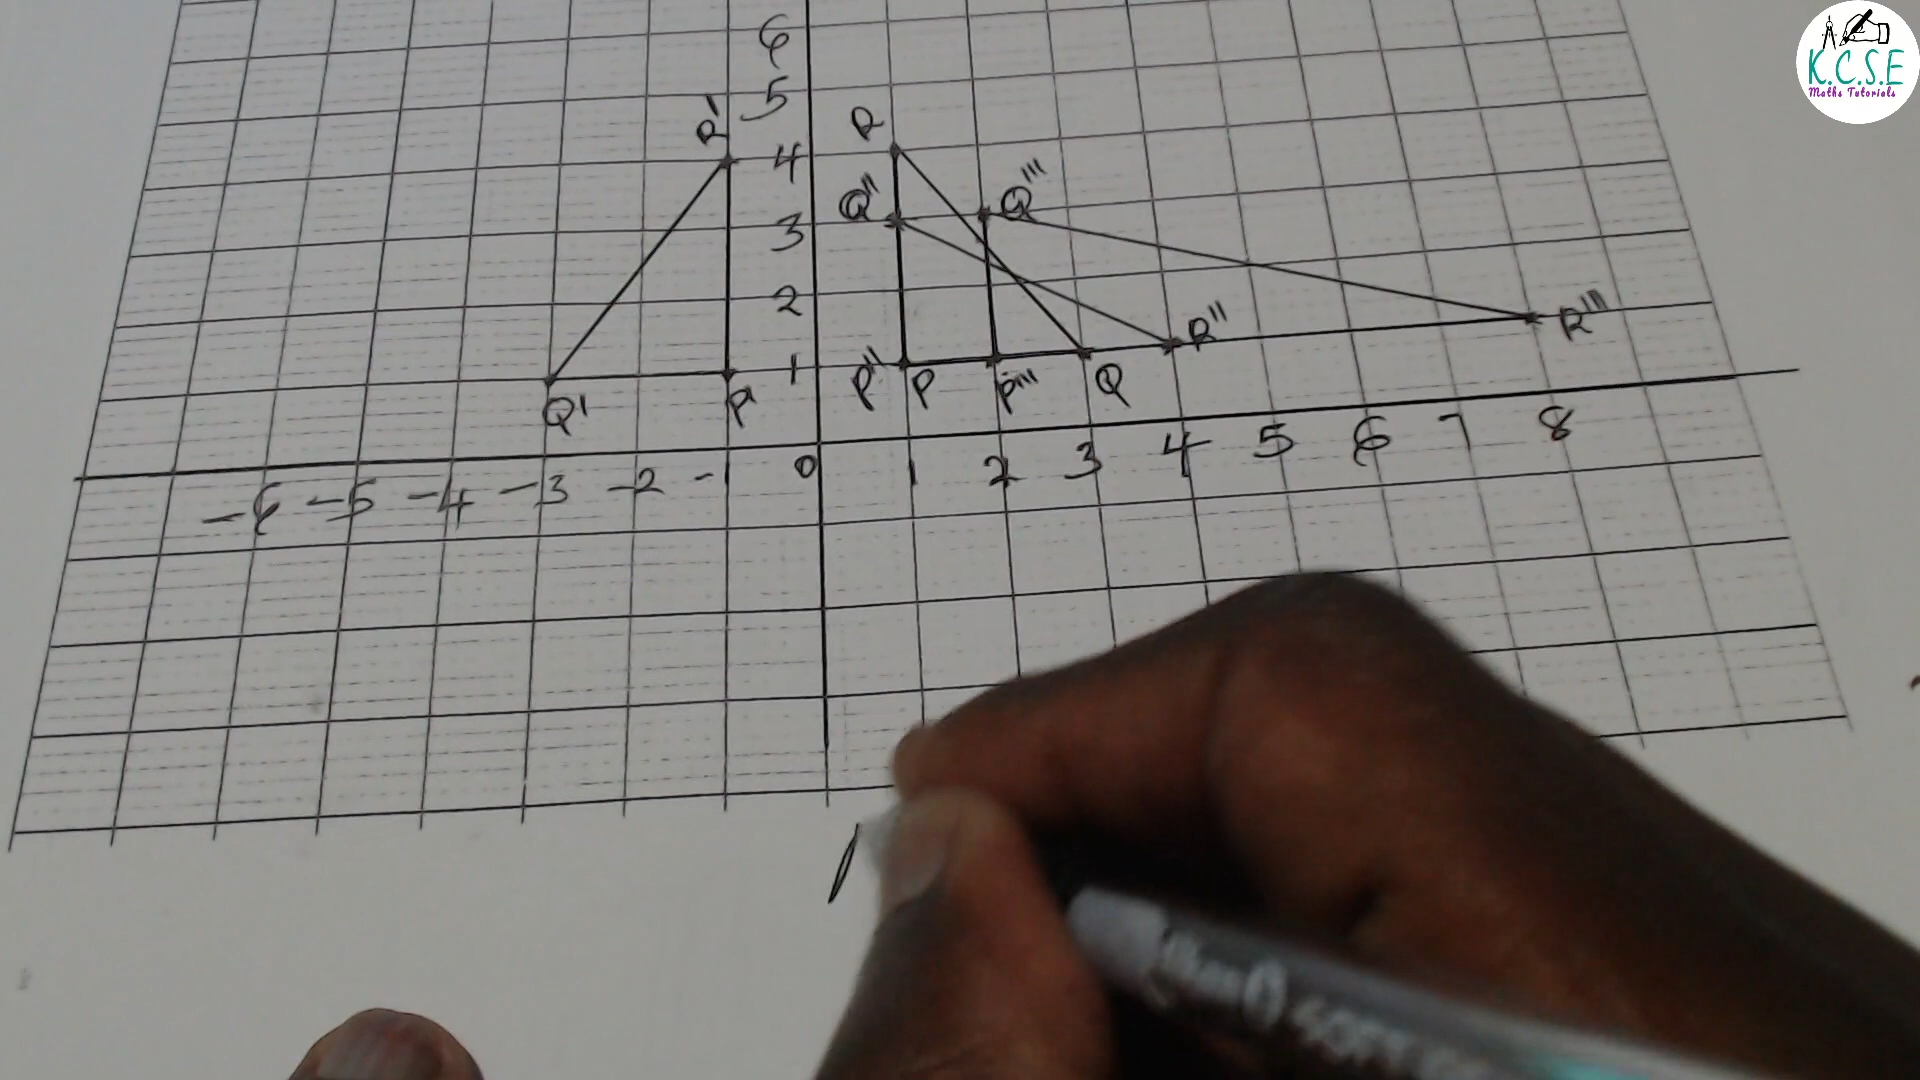 K.C.S.E
Maths Tutorials
6
5
R'
R
4
Q''
Q'''
3
2
R''
R'''
1
P''
P
P'''
Q
Q'
P'
-6 -5 -4 -3 -2 -1 0 1 2 3 4 5 6 7 8